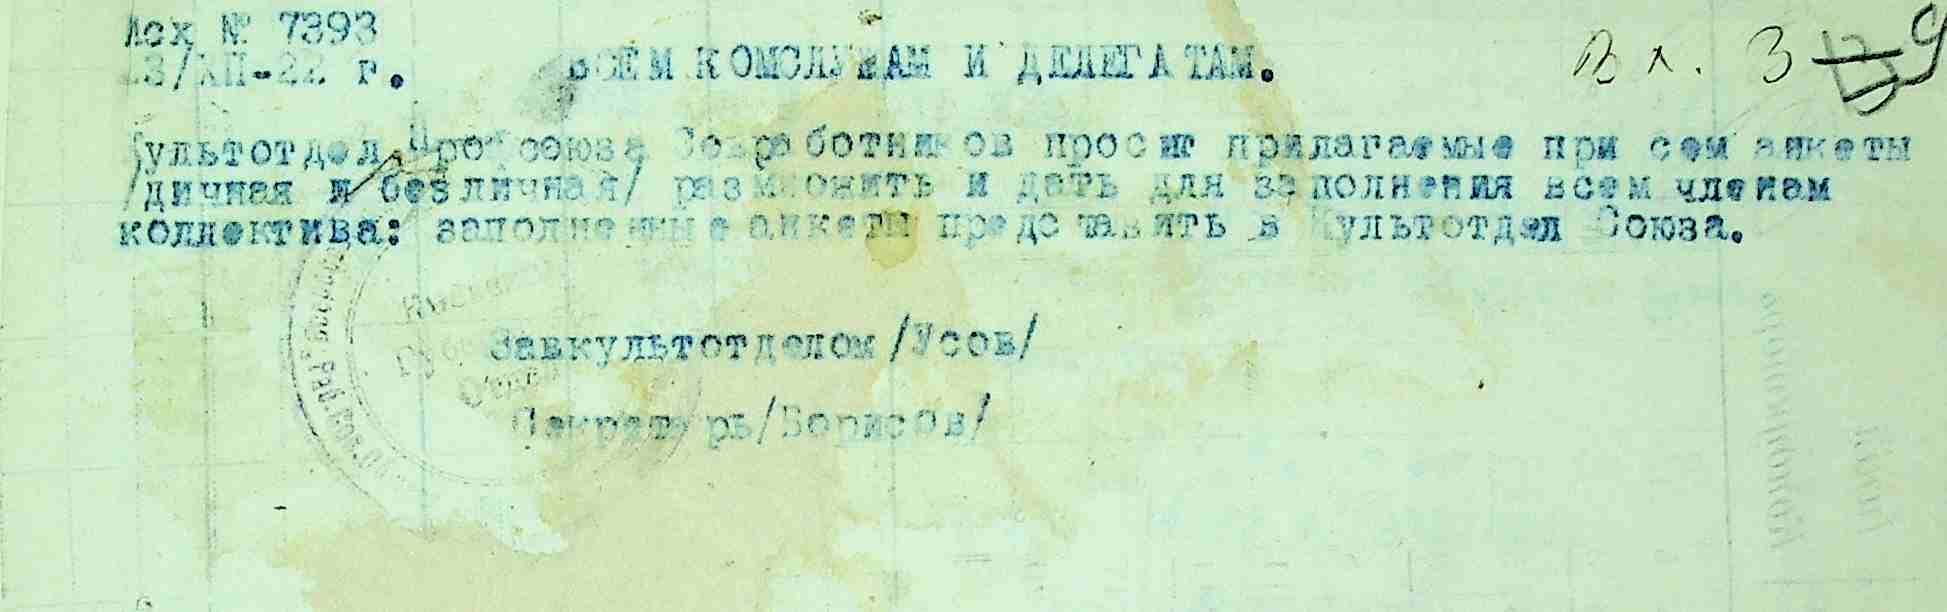 Исх № 7393
23/XII-22 г.
ВСЕМ КОМСЛУЖАМ И ДЕЛЕГАТАМ.
Вх. 3
Культотдел Профсоюза Совработников просит прилагаемые при сем анкеты
/личная и безличная/ размножить и дать для заполнения всем членам
коллектива: заполненные анкеты представить в Культотдел Союза.
Завкультотделом /Усов/
Секретарь/Борисов/